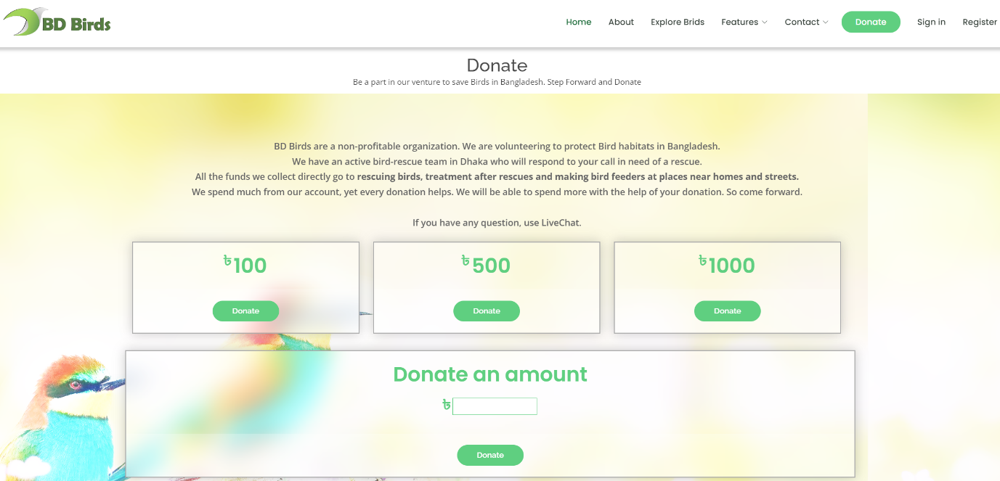 BD Birds
Home About Explore Brids Features Contact Donate Sign in Register
Donate
Be a part in our venture to save Birds in Bangladesh. Step Forward and Donate
BD Birds are a non-profitable organization. We are volunteering to protect Bird habitats in Bangladesh.
We have an active bird-rescue team in Dhaka who will respond to your call in need of a rescue.
All the funds we collect directly go to rescuing birds, treatment after rescues and making bird feeders at places near homes and streets.
We spend much from our account, yet every donation helps. We will be able to spend more with the help of your donation. So come forward.
If you have any question, use LiveChat.
৳100
Donate
৳500
Donate
৳1000
Donate
Donate an amount
৳
Donate